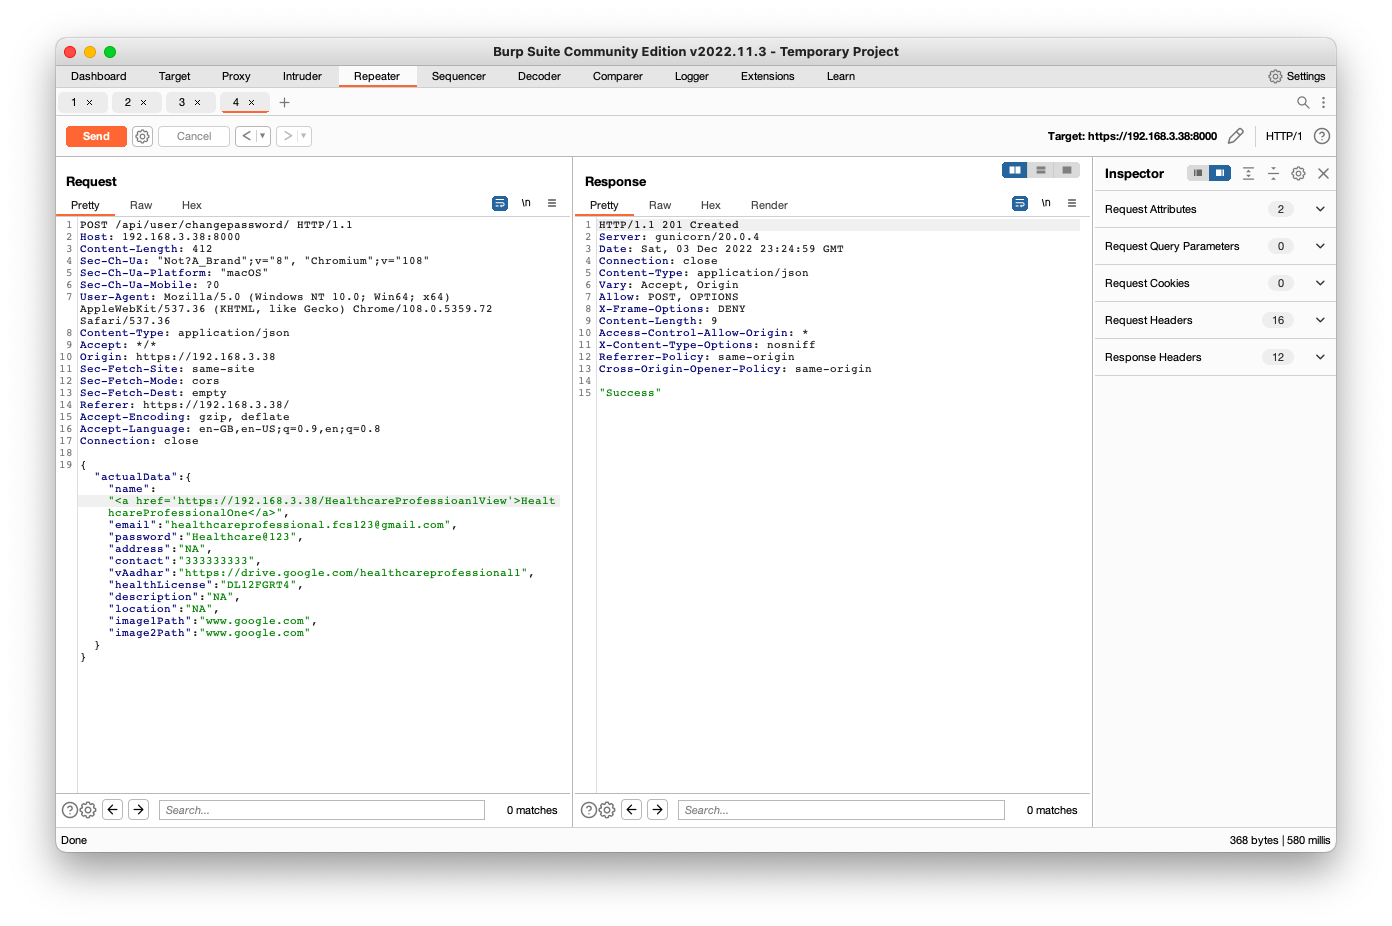 Burp Suite Community Edition v2022.11.3 - Temporary Project
Dashboard Target Proxy Intruder Repeater Sequencer Decoder Comparer Logger Extensions Learn Settings
1 × 2 × 3 × 4 × +
Send Cancel < > Target: https://192.168.3.38:8000 HTTP/1 ?
Request
Pretty Raw Hex \n
1 POST /api/user/changepassword/ HTTP/1.1
2 Host: 192.168.3.38:8000
3 Content-Length: 412
4 Sec-Ch-Ua: "Not?A_Brand";v="8", "Chromium";v="108"
5 Sec-Ch-Ua-Platform: "macOS"
6 Sec-Ch-Ua-Mobile: ?0
7 User-Agent: Mozilla/5.0 (Windows NT 10.0; Win64; x64)
AppleWebKit/537.36 (KHTML, like Gecko) Chrome/108.0.5359.72
Safari/537.36
8 Content-Type: application/json
9 Accept: */*
10 Origin: https://192.168.3.38
11 Sec-Fetch-Site: same-site
12 Sec-Fetch-Mode: cors
13 Sec-Fetch-Dest: empty
14 Referer: https://192.168.3.38/
15 Accept-Encoding: gzip, deflate
16 Accept-Language: en-GB,en-US;q=0.9,en;q=0.8
17 Connection: close
18
19 {
"actualData":{
"name":
"<a href='https://192.168.3.38/HealthcareProfessioanlView'>Healt
hcareProfessionalOne</a>",
"email":"healthcareprofessional.fcs123@gmail.com",
"password":"Healthcare@123",
"address":"NA",
"contact":"333333333",
"vAadhar":"https://drive.google.com/healthcareprofessional1",
"healthLicense":"DL12FGRT4",
"description":"NA",
"location":"NA",
"image1Path":"www.google.com",
"image2Path":"www.google.com"
}
}
? Search... 0 matches
Response
Pretty Raw Hex Render \n
1 HTTP/1.1 201 Created
2 Server: gunicorn/20.0.4
3 Date: Sat, 03 Dec 2022 23:24:59 GMT
4 Connection: close
5 Content-Type: application/json
6 Vary: Accept, Origin
7 Allow: POST, OPTIONS
8 X-Frame-Options: DENY
9 Content-Length: 9
10 Access-Control-Allow-Origin: *
11 X-Content-Type-Options: nosniff
12 Referrer-Policy: same-origin
13 Cross-Origin-Opener-Policy: same-origin
14
15 "Success"
? Search... 0 matches
Inspector
Request Attributes 2
Request Query Parameters 0
Request Cookies 0
Request Headers 16
Response Headers 12
Done 368 bytes | 580 millis